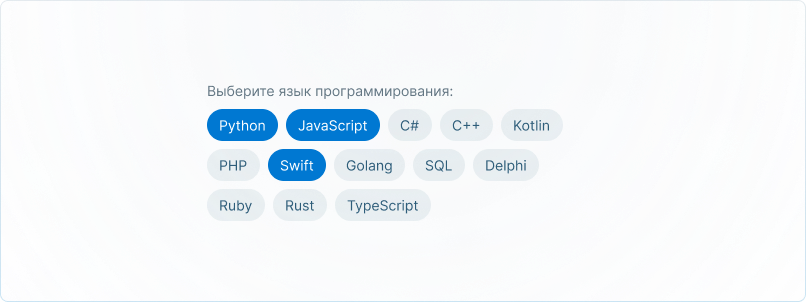 Выберите язык программирования:
Python JavaScript C# C++ Kotlin
PHP Swift Golang SQL Delphi
Ruby Rust TypeScript